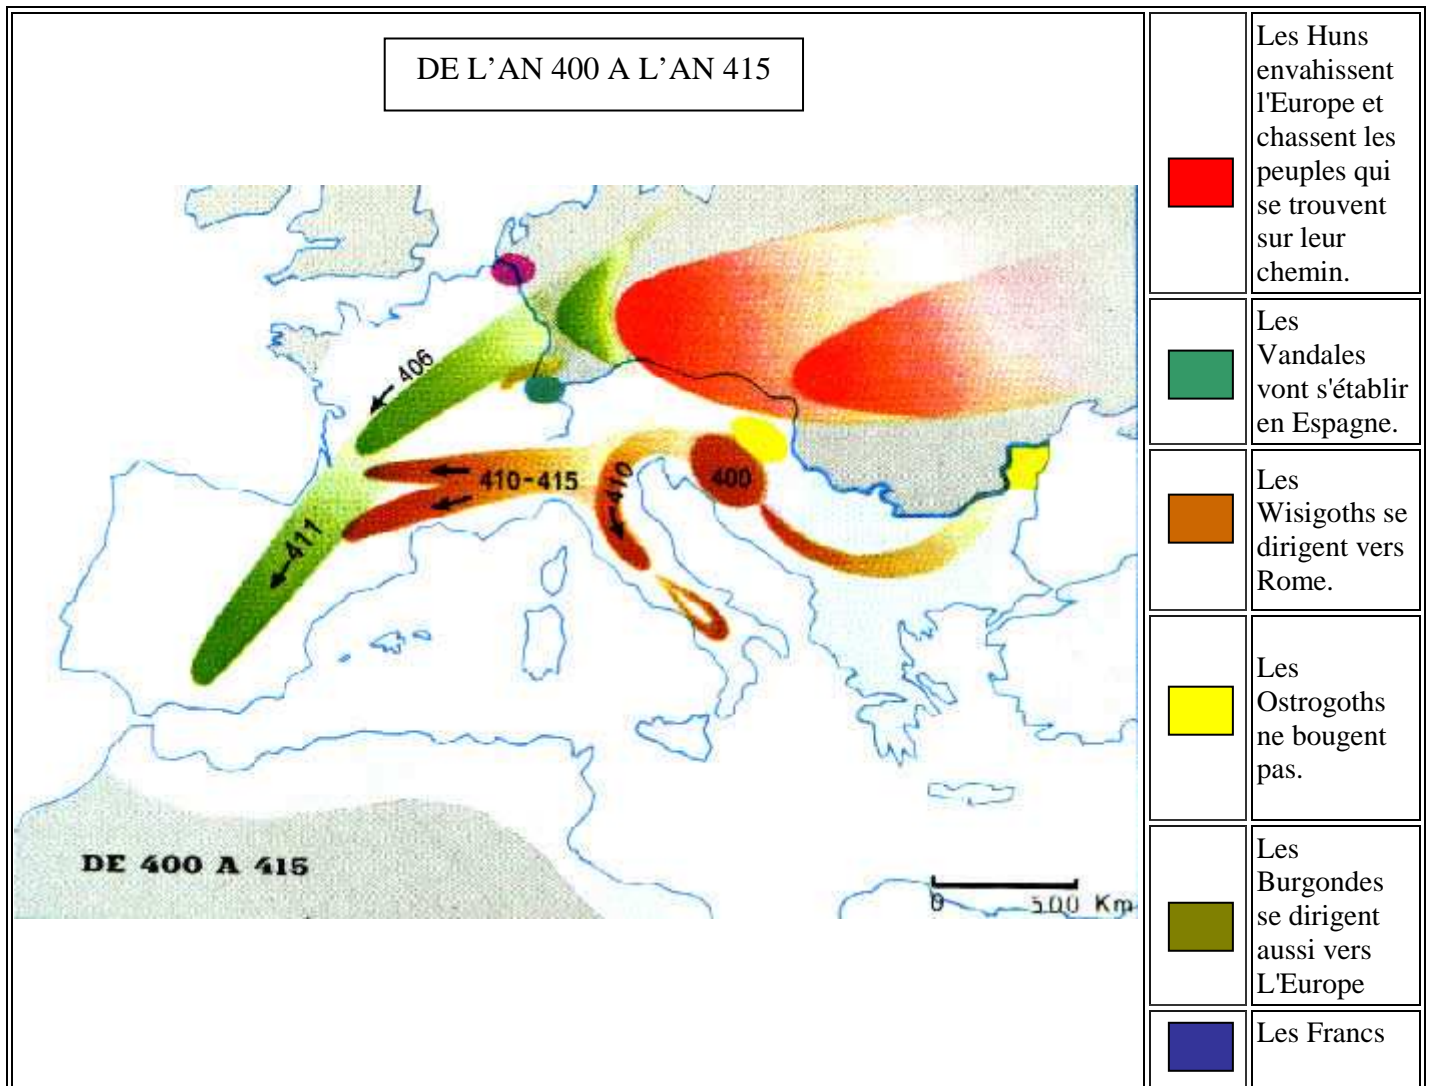 DE L'AN 400 A L'AN 415
406
410-415
410
400
411
DE 400 A 415
0 500 Km
Les Huns
envahissent
l'Europe et
chassent les
peuples qui
se trouvent
sur leur
chemin.
Les
Vandales
vont s'établir
en Espagne.
Les
Wisigoths se
dirigent vers
Rome.
Les
Ostrogoths
ne bougent
pas.
Les
Burgondes
se dirigent
aussi vers
L'Europe
Les Francs